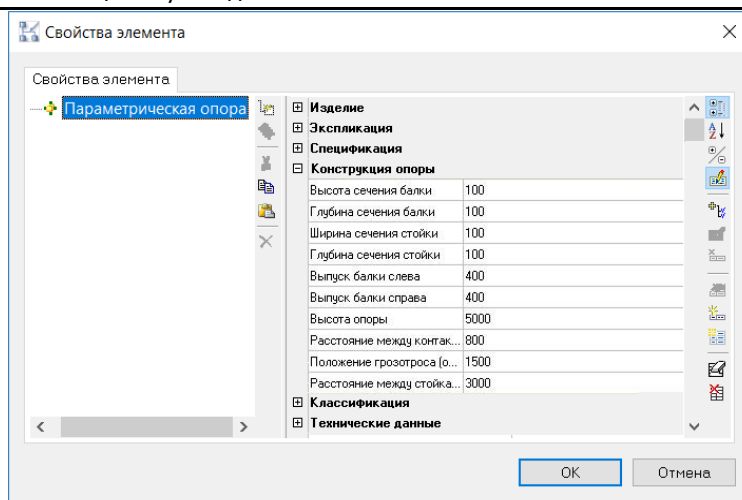 Свойства элемента
Свойства элемента
Параметрическая опора
Изделие
Экспликация
Спецификация
Конструкция опоры
Высота сечения балки 100
Глубина сечения балки 100
Ширина сечения стойки 100
Глубина сечения стойки 100
Выпуск балки слева 400
Выпуск балки справа 400
Высота опоры 5000
Расстояние между контак... 800
Положение грозотроса (о... 1500
Расстояние между стойка... 3000
Классификация
Технические данные
ОК Отмена